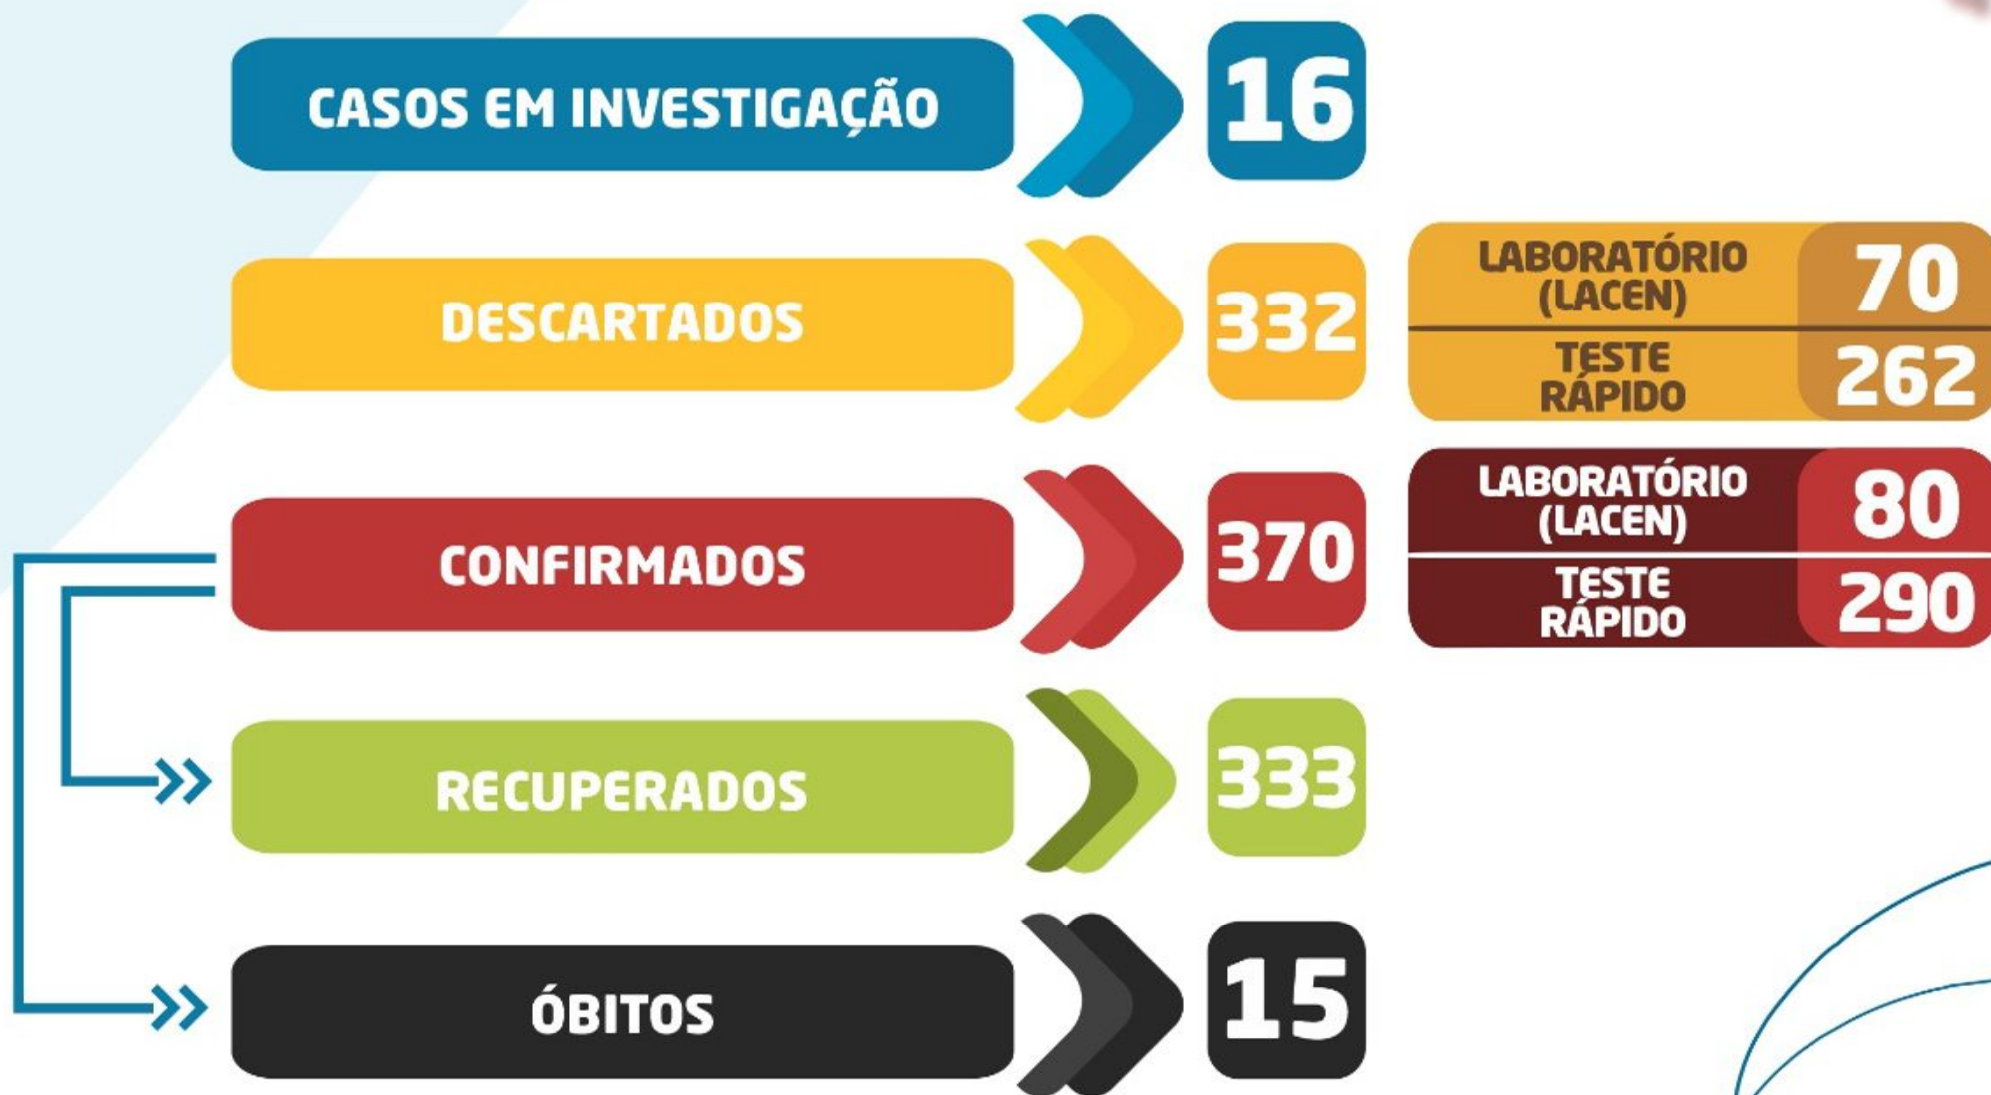 CASOS EM INVESTIGAÇÃO
16
DESCARTADOS
332
LABORATÓRIO
(LACEN)
70
TESTE
RÁPIDO
262
CONFIRMADOS
370
LABORATÓRIO
(LACEN)
80
TESTE
RÁPIDO
290
RECUPERADOS
333
ÓBITOS
15